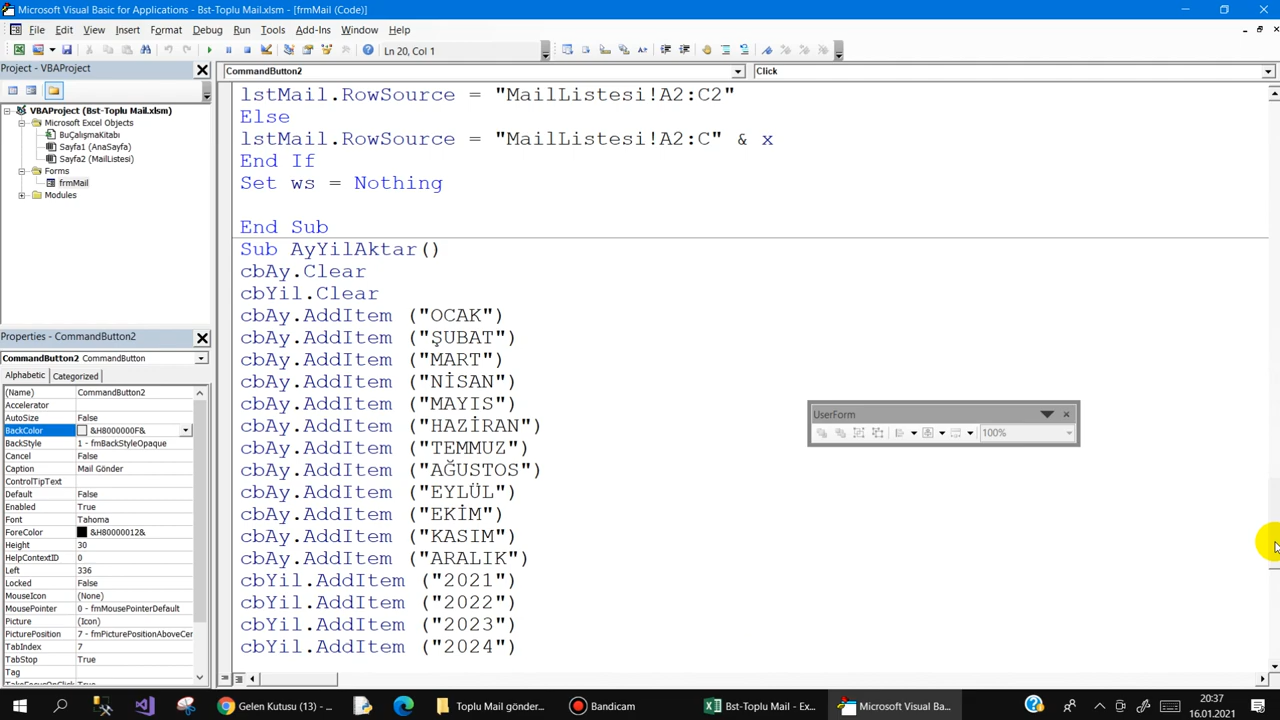 Microsoft Visual Basic for Applications - Bst-Toplu Mail.xlsm - [frmMail (Code)]
File Edit View Insert Format Debug Run Tools Add-Ins Window Help
Ln 20, Col 1
Project - VBAProject
VBAProject (Bst-Toplu Mail.xlsm)
Microsoft Excel Objects
BuÇalışmaKitabı
Sayfa1 (AnaSayfa)
Sayfa2 (MailListesi)
Forms
frmMail
Modules
Properties - CommandButton2
CommandButton2 CommandButton
Alphabetic Categorized
(Name) CommandButton2
Accelerator
AutoSize False
BackColor &H8000000F&
BackStyle 1 - fmBackStyleOpaque
Cancel False
Caption Mail Gönder
ControlTipText
Default False
Enabled True
Font Tahoma
ForeColor &H80000012&
Height 30
HelpContextID 0
Left 336
Locked False
MouseIcon (None)
MousePointer 0 - fmMousePointerDefault
Picture (Icon)
PicturePosition 7 - fmPicturePositionAboveCer
TabIndex 7
TabStop True
Tag
CommandButton2 Click
lstMail.RowSource = "MailListesi!A2:C2"
Else
lstMail.RowSource = "MailListesi!A2:C" & x
End If
Set ws = Nothing
End Sub
Sub AyYilAktar()
cbAy.Clear
cbYil.Clear
cbAy.AddItem ("OCAK")
cbAy.AddItem ("ŞUBAT")
cbAy.AddItem ("MART")
cbAy.AddItem ("NİSAN")
cbAy.AddItem ("MAYIS")
cbAy.AddItem ("HAZİRAN")
cbAy.AddItem ("TEMMUZ")
cbAy.AddItem ("AĞUSTOS")
cbAy.AddItem ("EYLÜL")
cbAy.AddItem ("EKİM")
cbAy.AddItem ("KASIM")
cbAy.AddItem ("ARALIK")
cbYil.AddItem ("2021")
cbYil.AddItem ("2022")
cbYil.AddItem ("2023")
cbYil.AddItem ("2024")
UserForm
100%
Gelen Kutusu (13) - ...
Toplu Mail gönder...
Bandicam
Bst-Toplu Mail - Ex...
Microsoft Visual Ba...
20:37
16.01.2021